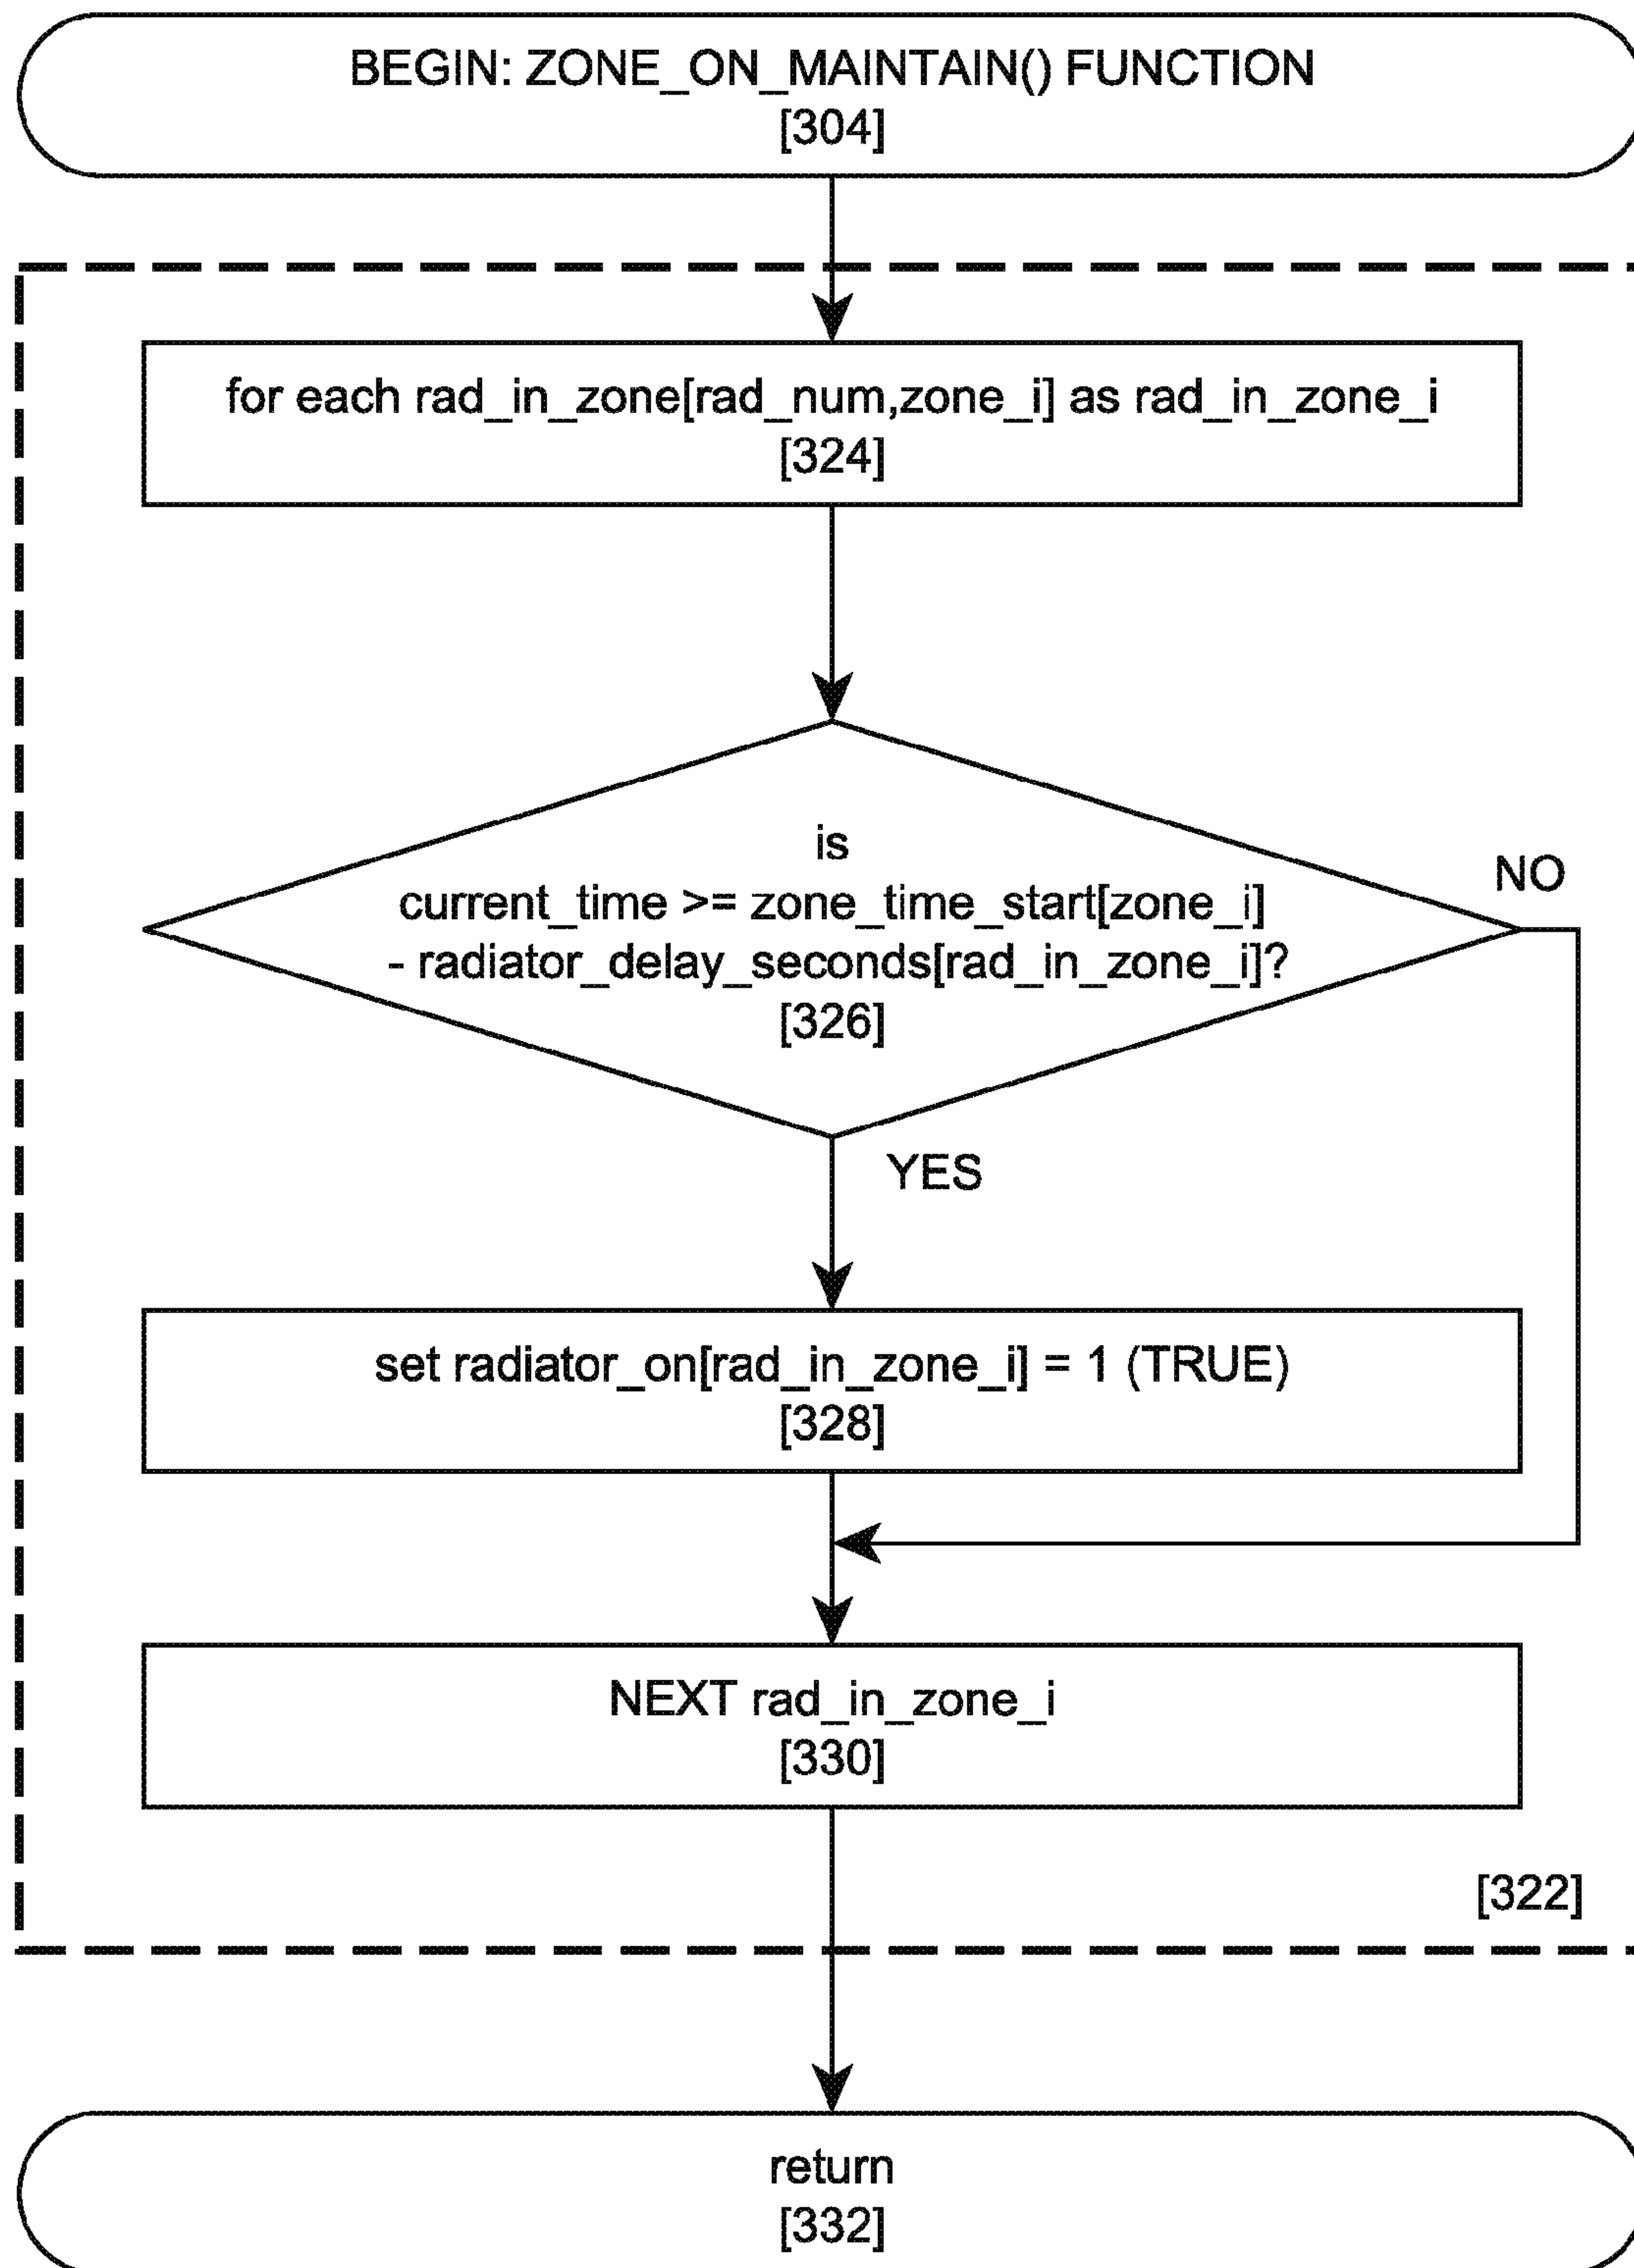 BEGIN: ZONE_ON_MAINTAIN() FUNCTION
[304]
for each rad_in_zone[rad_num,zone_i] as rad_in_zone_i
[324]
is
current_time >= zone_time_start[zone_i]
- radiator_delay_seconds[rad_in_zone_i]?
[326]
NO
YES
set radiator_on[rad_in_zone_i] = 1 (TRUE)
[328]
NEXT rad_in_zone_i
[330]
[322]
return
[332]